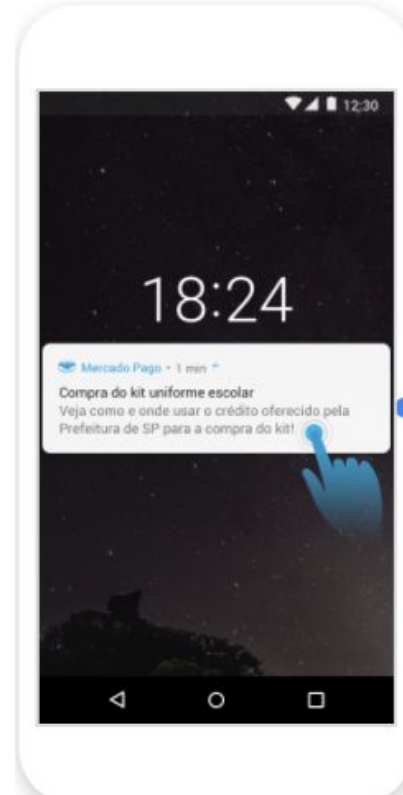 12:30
18:24
Mercado Pago • 1 min
Compra do kit uniforme escolar
Veja como e onde usar o crédito oferecido pela
Prefeitura de SP para a compra do kit!